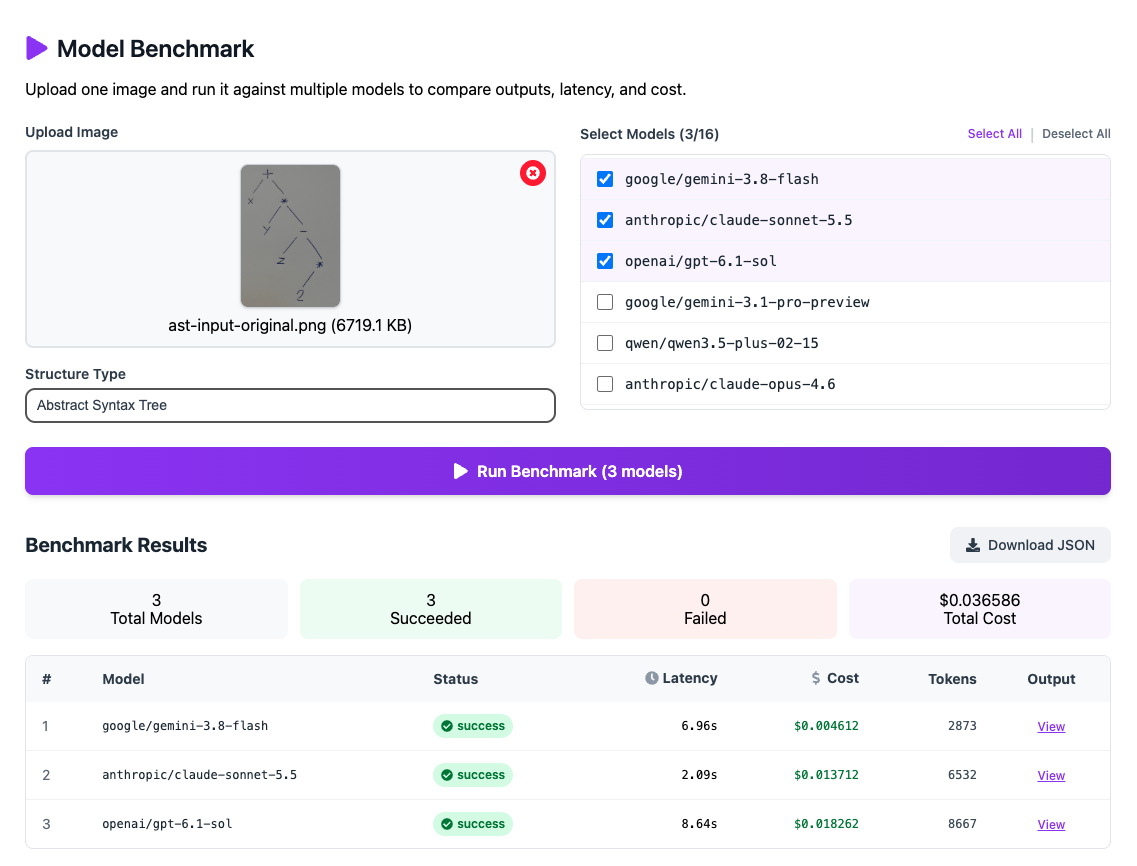 Model Benchmark
Upload one image and run it against multiple models to compare outputs, latency, and cost.
Upload Image
+
x *
y -
z *
2
ast-input-original.png (6719.1 KB)
Structure Type
Abstract Syntax Tree
Select Models (3/16)
Select All | Deselect All
google/gemini-3.8-flash
anthropic/claude-sonnet-5.5
openai/gpt-6.1-sol
google/gemini-3.1-pro-preview
qwen/qwen3.5-plus-02-15
anthropic/claude-opus-4.6
Run Benchmark (3 models)
Benchmark Results
Download JSON
3
Total Models
3
Succeeded
0
Failed
$0.036586
Total Cost
# Model Status Latency $ Cost Tokens Output
1 google/gemini-3.8-flash success 6.96s $0.004612 2873 View
2 anthropic/claude-sonnet-5.5 success 2.09s $0.013712 6532 View
3 openai/gpt-6.1-sol success 8.64s $0.018262 8667 View